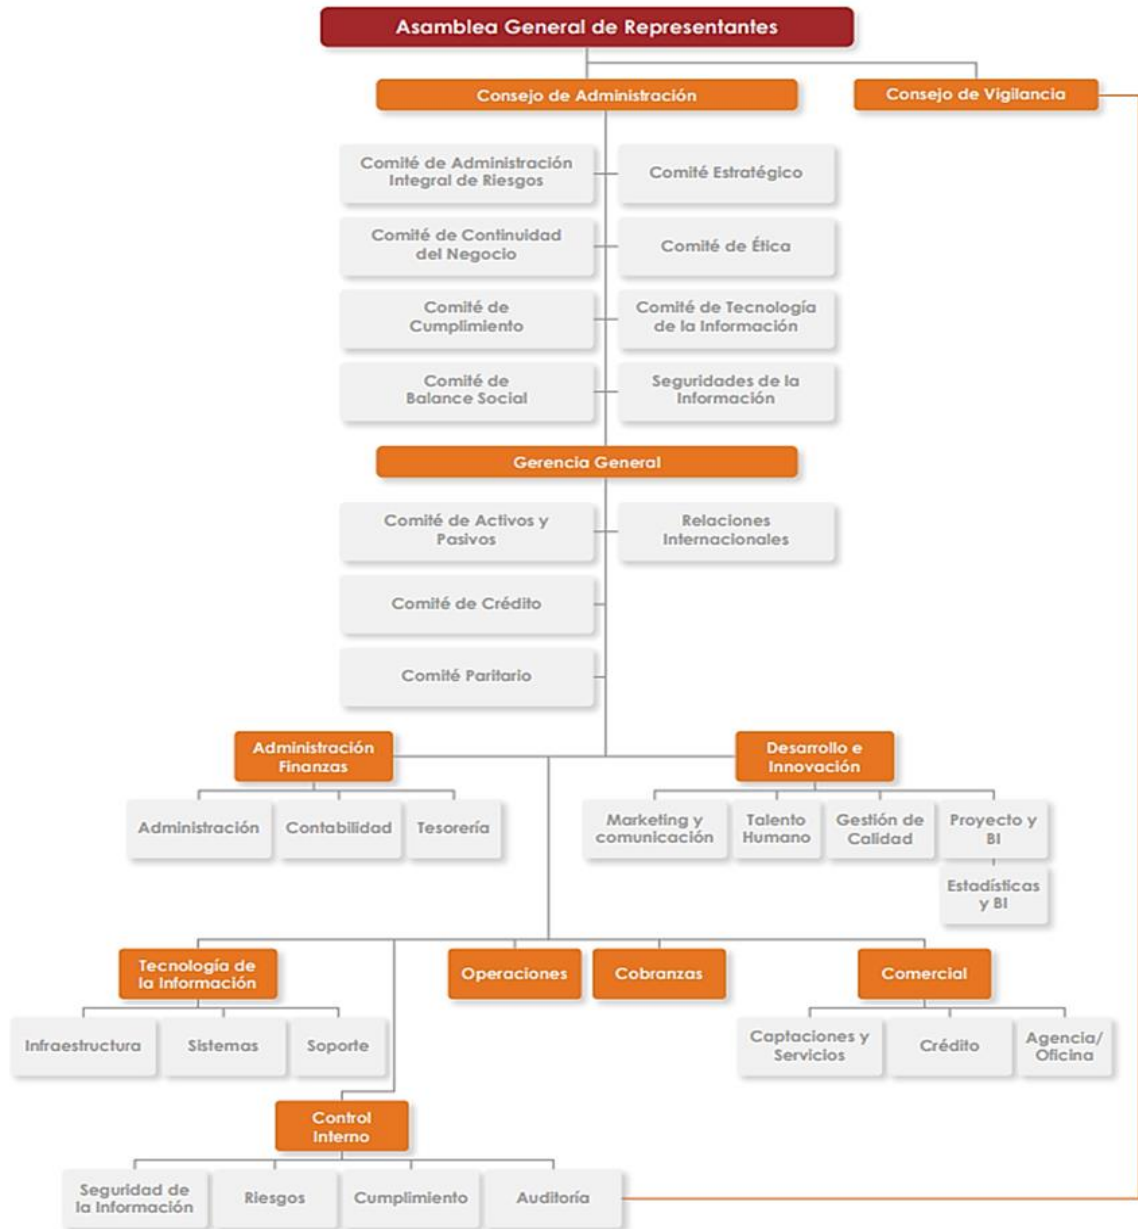 Asamblea General de Representantes
Consejo de Administración
Consejo de Vigilancia
Comité de Administración
Integral de Riesgos
Comité Estratégico
Comité de Continuidad
del Negocio
Comité de Ética
Comité de
Cumplimiento
Comité de Tecnología
de la Información
Comité de
Balance Social
Seguridades de la
Información
Gerencia General
Comité de Activos y
Pasivos
Relaciones
Internacionales
Comité de Crédito
Comité Paritario
Administración
Finanzas
Desarrollo e
Innovación
Administración
Contabilidad
Tesorería
Marketing y
comunicación
Talento
Humano
Gestión de
Calidad
Proyecto y
BI
Estadísticas
y BI
Tecnología de
la Información
Operaciones
Cobranzas
Comercial
Infraestructura
Sistemas
Soporte
Captaciones y
Servicios
Crédito
Agencia/
Oficina
Control
Interno
Seguridad de
la Información
Riesgos
Cumplimiento
Auditoría